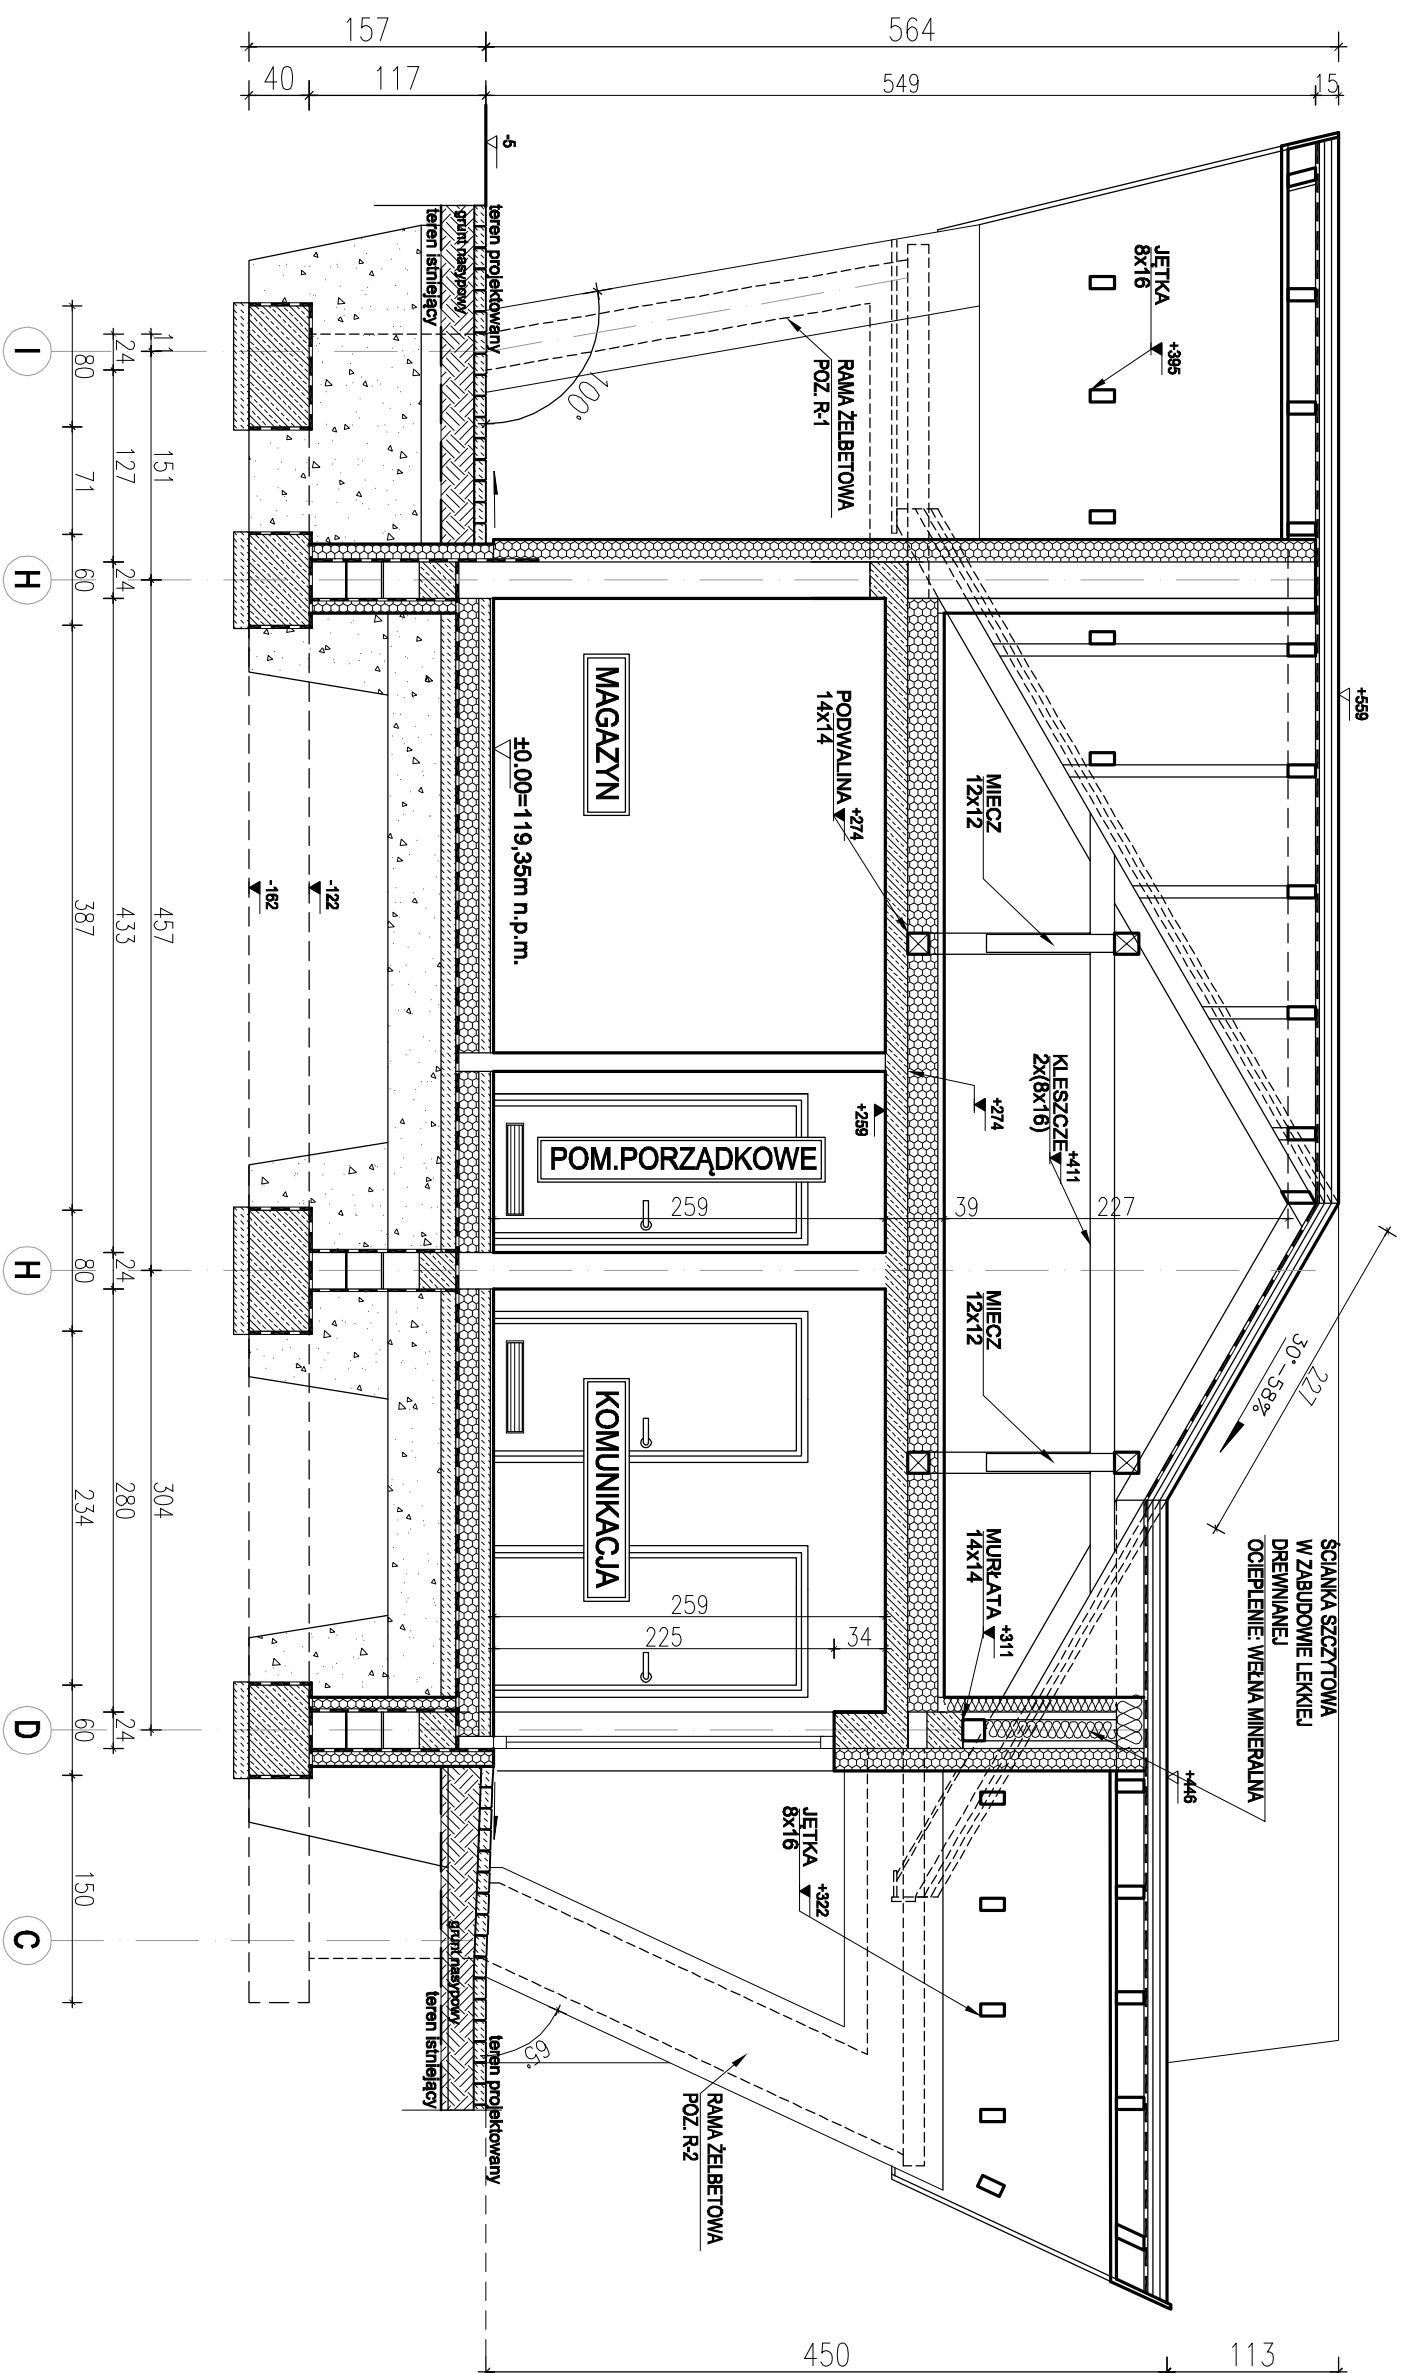 157
564
40
117
549
15
-5
teren projektowany
grunt nasypowy
teren istniejący
100°
RAMA ŻELBETOWA
POZ. R-1
JĘTKA
8x16
+395
+559
MAGAZYN
±0.00=119,35m n.p.m.
PODWALINA
14x14
+274
MIECZ
12x12
-122
-162
KLESZCZE
2x(8x16)
+411
+274
+259
POM.PORZĄDKOWE
259
39
227
MIECZ
12x12
227
30°-58%
KOMUNIKACJA
259
225
34
MURŁATA
14x14
+311
ŚCIANKA SZCZYTOWA
W ZABUDOWIE LEKKIEJ
DREWNIANEJ
OCIEPLENIE: WEŁNA MINERALNA
+446
JĘTKA
8x16
+322
grunt nasypowy
teren istniejący
teren projektowany
65°
RAMA ŻELBETOWA
POZ. R-2
450
113
11
151
457
304
24
127
24
433
24
280
24
80
71
60
387
80
234
60
150
I
H
H
D
C